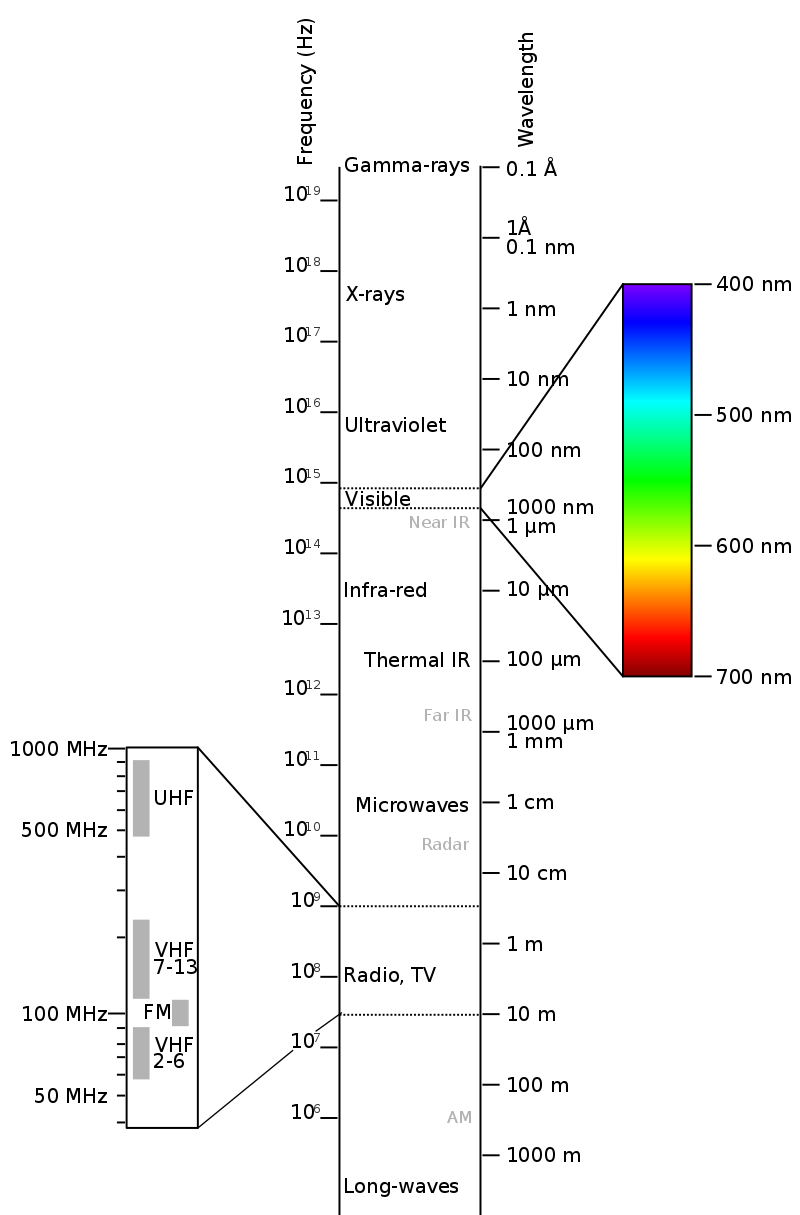 Frequency (Hz)
Wavelength
Gamma-rays
0.1 Å
10¹⁹
1Å
0.1 nm
10¹⁸
400 nm
X-rays
1 nm
10¹⁷
10 nm
10¹⁶
500 nm
Ultraviolet
100 nm
10¹⁵
Visible
1000 nm
Near IR
1 µm
10¹⁴
600 nm
Infra-red
10 µm
10¹³
Thermal IR
100 µm
700 nm
10¹²
Far IR
1000 µm
1 mm
1000 MHz
10¹¹
UHF
Microwaves
1 cm
500 MHz
10¹⁰
Radar
10 cm
10⁹
VHF
7-13
1 m
10⁸
Radio, TV
100 MHz
FM
10 m
10⁷
VHF
2-6
50 MHz
100 m
10⁶
AM
1000 m
Long-waves